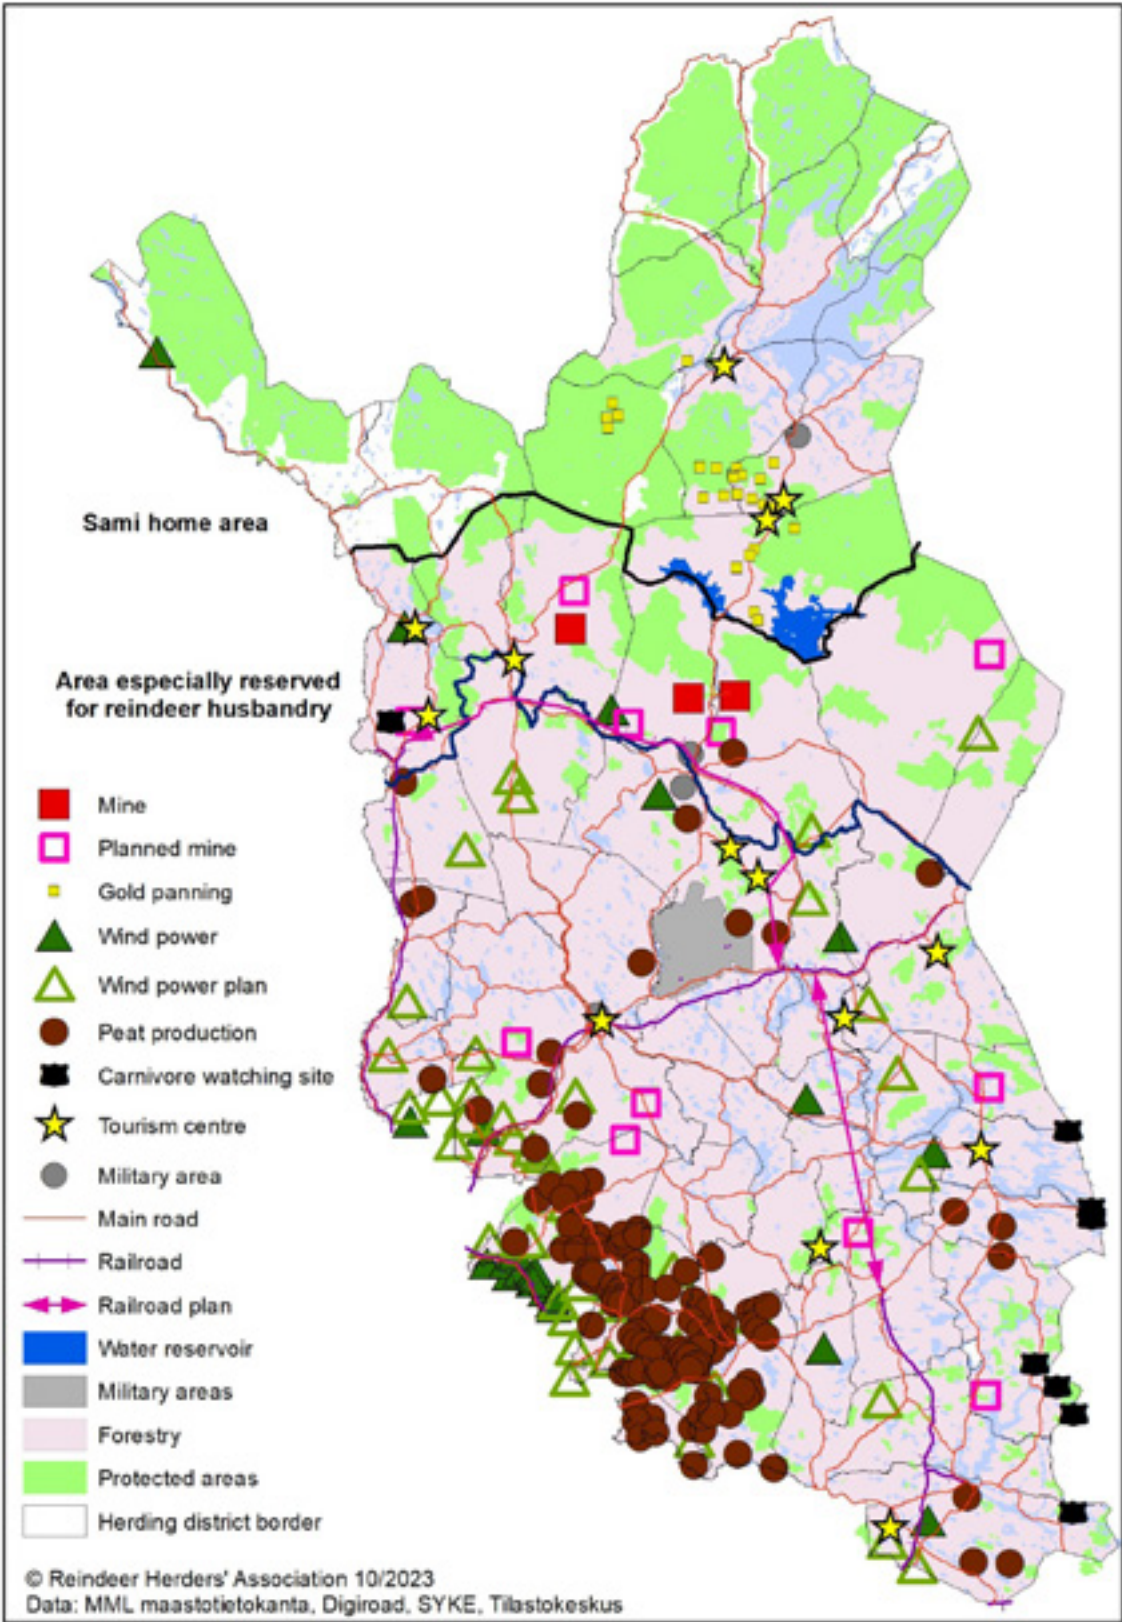 Sami home area
Area especially reserved
for reindeer husbandry
Mine
Planned mine
Gold panning
Wind power
Wind power plan
Peat production
Carnivore watching site
Tourism centre
Military area
Main road
Railroad
Railroad plan
Water reservoir
Military areas
Forestry
Protected areas
Herding district border
© Reindeer Herders' Association 10/2023
Data: MML maastotietokanta, Digiroad, SYKE, Tilastokeskus